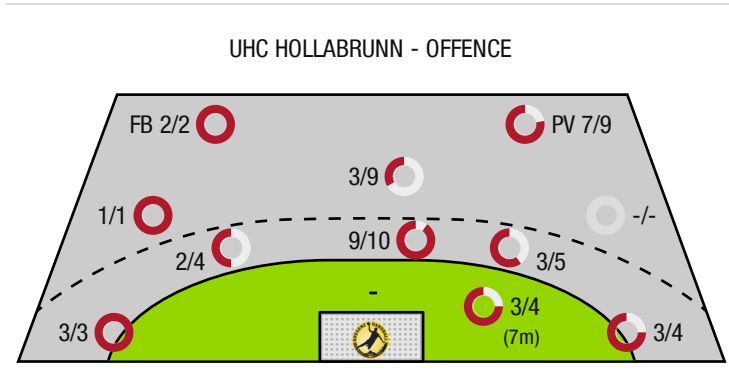 UHC HOLLABRUNN - OFFENCE
FB 2/2
PV 7/9
3/9
1/1
-/-
2/4
9/10
3/5
-
3/4
(7m)
3/3
3/4